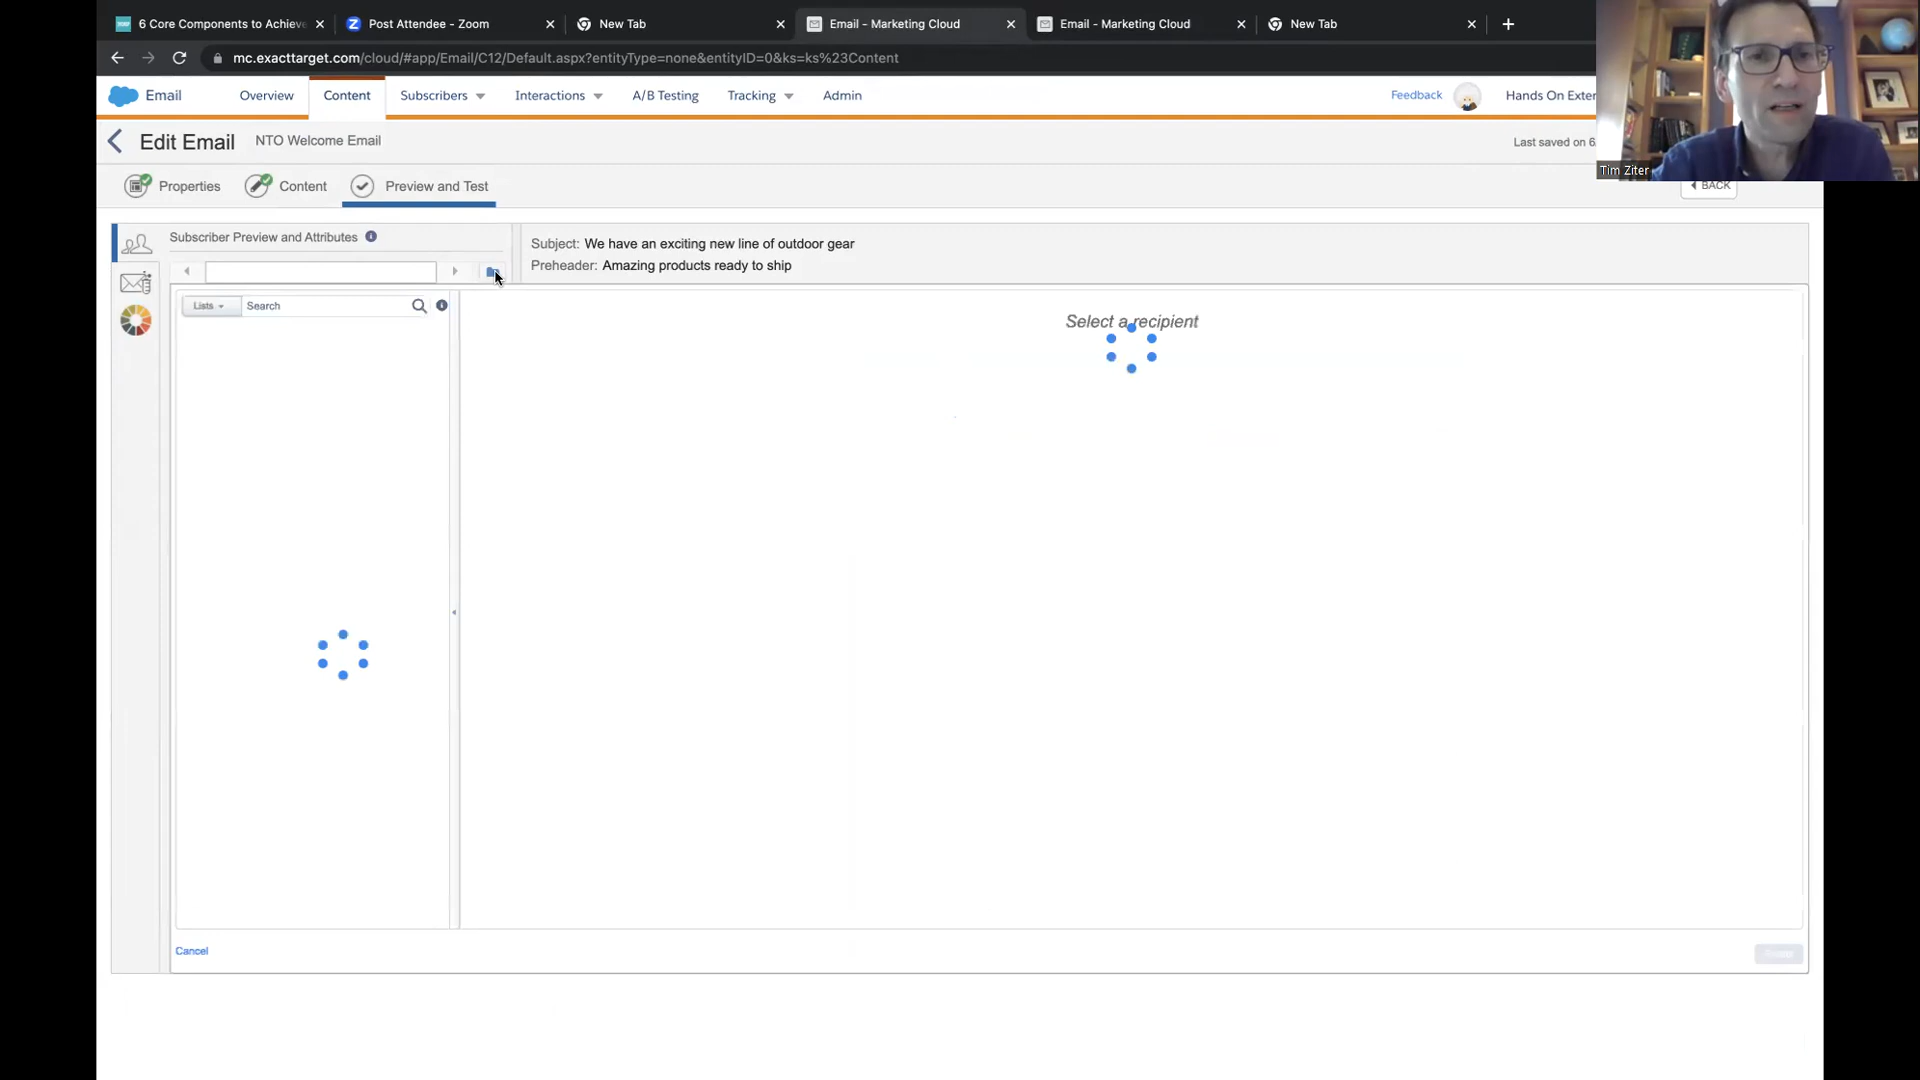 6 Core Components to Achieve
Post Attendee - Zoom
New Tab
Email - Marketing Cloud
Email - Marketing Cloud
New Tab
mc.exacttarget.com/cloud/#app/Email/C12/Default.aspx?entityType=none&entityID=0&ks=ks%23Content
Email
Overview
Content
Subscribers
Interactions
A/B Testing
Tracking
Admin
Feedback
Hands On Exter
Edit Email
NTO Welcome Email
Last saved on 6
Tim Ziter
Properties
Content
Preview and Test
BACK
Subscriber Preview and Attributes
Subject: We have an exciting new line of outdoor gear
Preheader: Amazing products ready to ship
Lists
Search
Select a recipient
Cancel